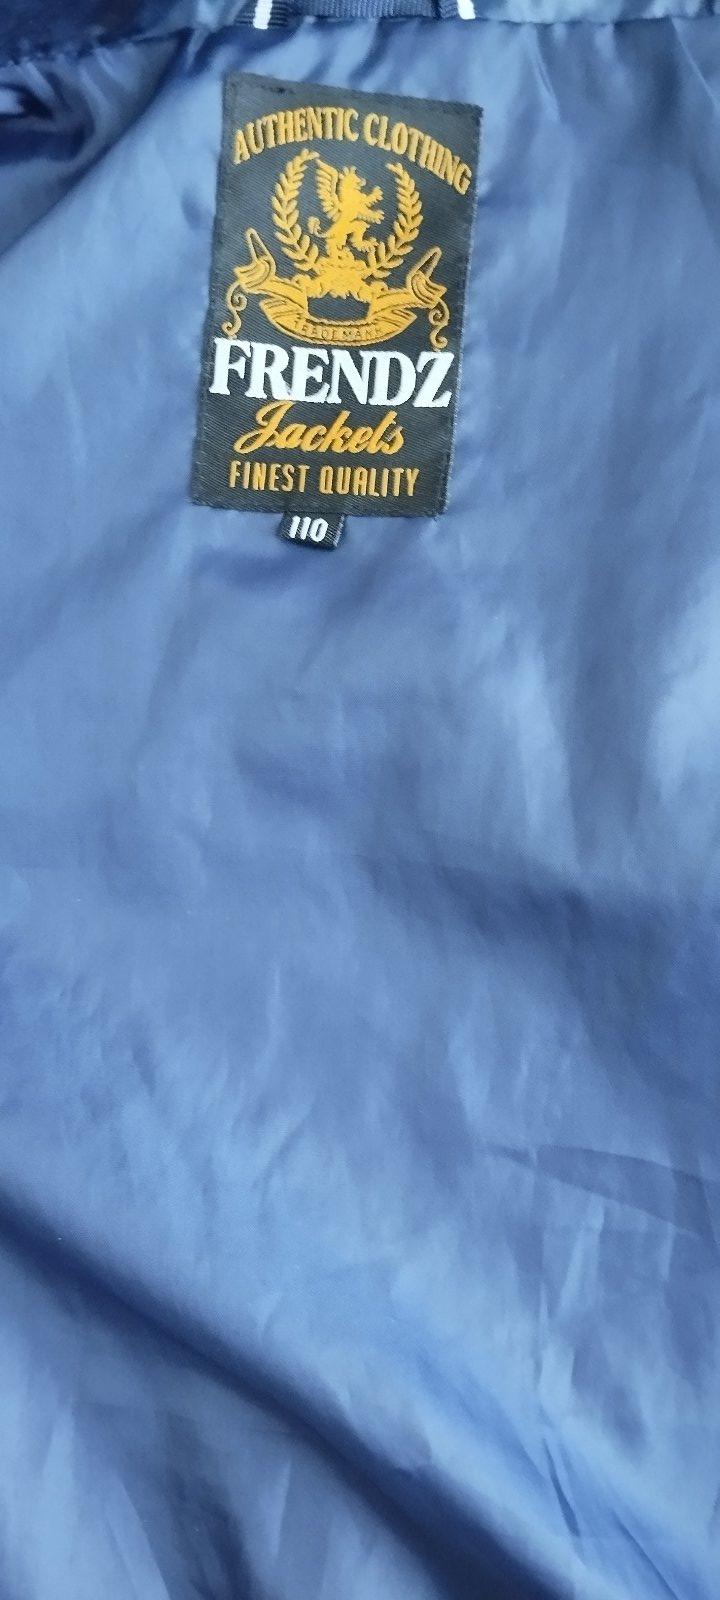 AUTHENTIC CLOTHING
TRADEMARK
FRENDZ
Jackets
FINEST QUALITY
110